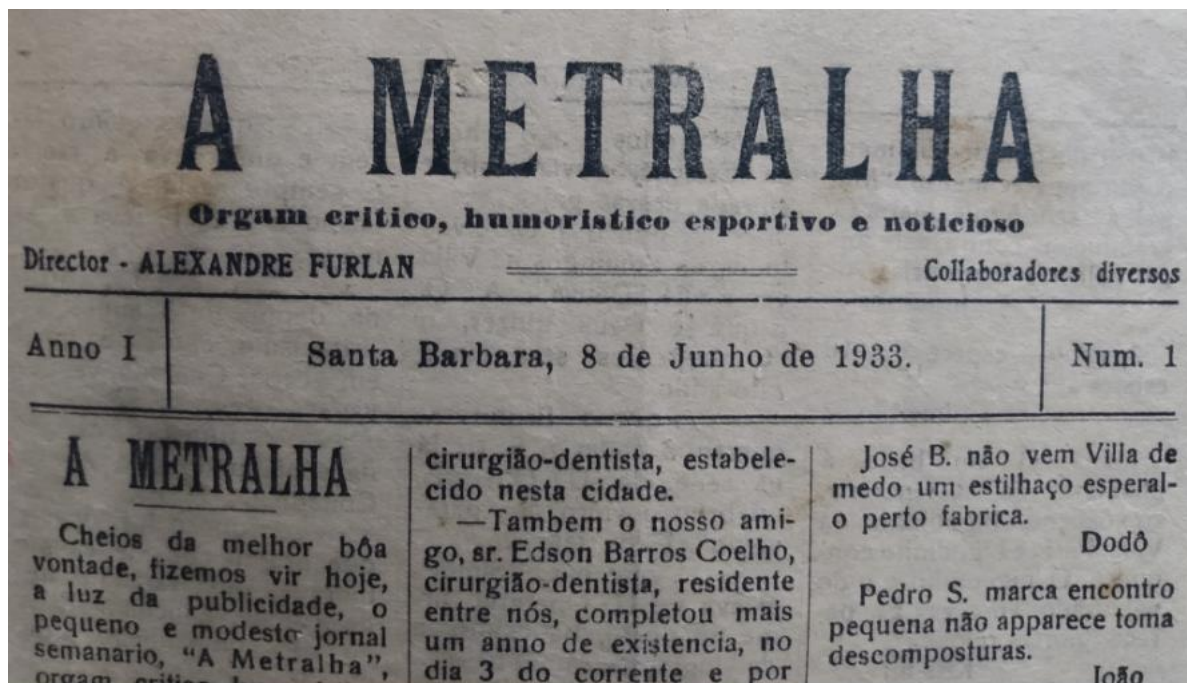 A METRALHA
Orgam critico, humoristico esportivo e noticioso
Director - ALEXANDRE FURLAN
Collaboradores diversos
Anno I
Santa Barbara, 8 de Junho de 1933.
Num. 1
A METRALHA
Cheios da melhor bôa
vontade, fizemos vir hoje,
a luz da publicidade, o
pequeno e modesto jornal
semanario, "A Metralha",
orgam critico
cirurgião-dentista, estabele-
cido nesta cidade.
—Tambem o nosso ami-
go, sr. Edson Barros Coelho,
cirurgião-dentista, residente
entre nós, completou mais
um anno de existencia, no
dia 3 do corrente e por
José B. não vem Villa de
medo um estilhaço esperal-
o perto fabrica.
Dodô
Pedro S. marca encontro
pequena não apparece toma
descomposturas.
João